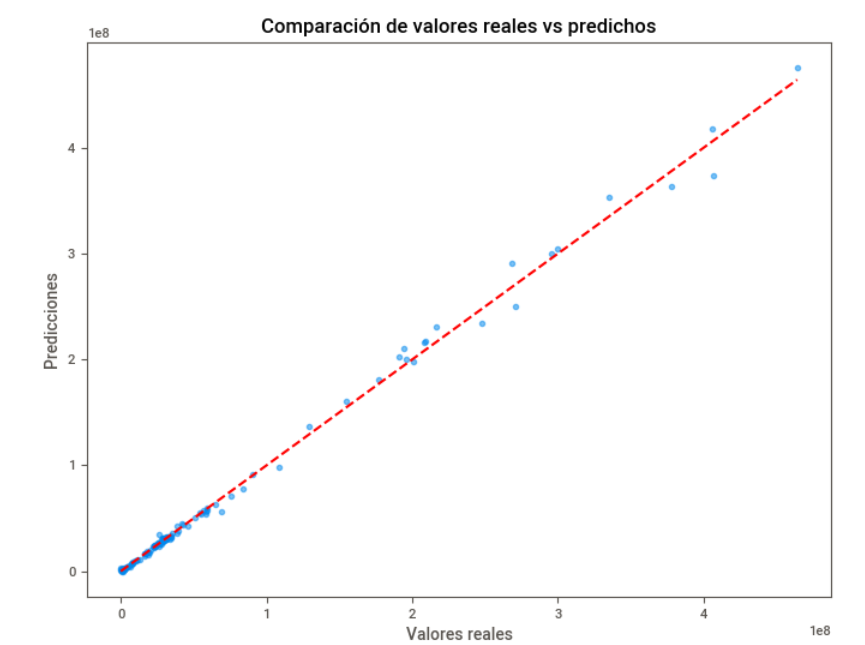 Comparación de valores reales vs predichos
1e8
Predicciones
4
3
2
1
0
0 1 2 3 4
1e8
Valores reales